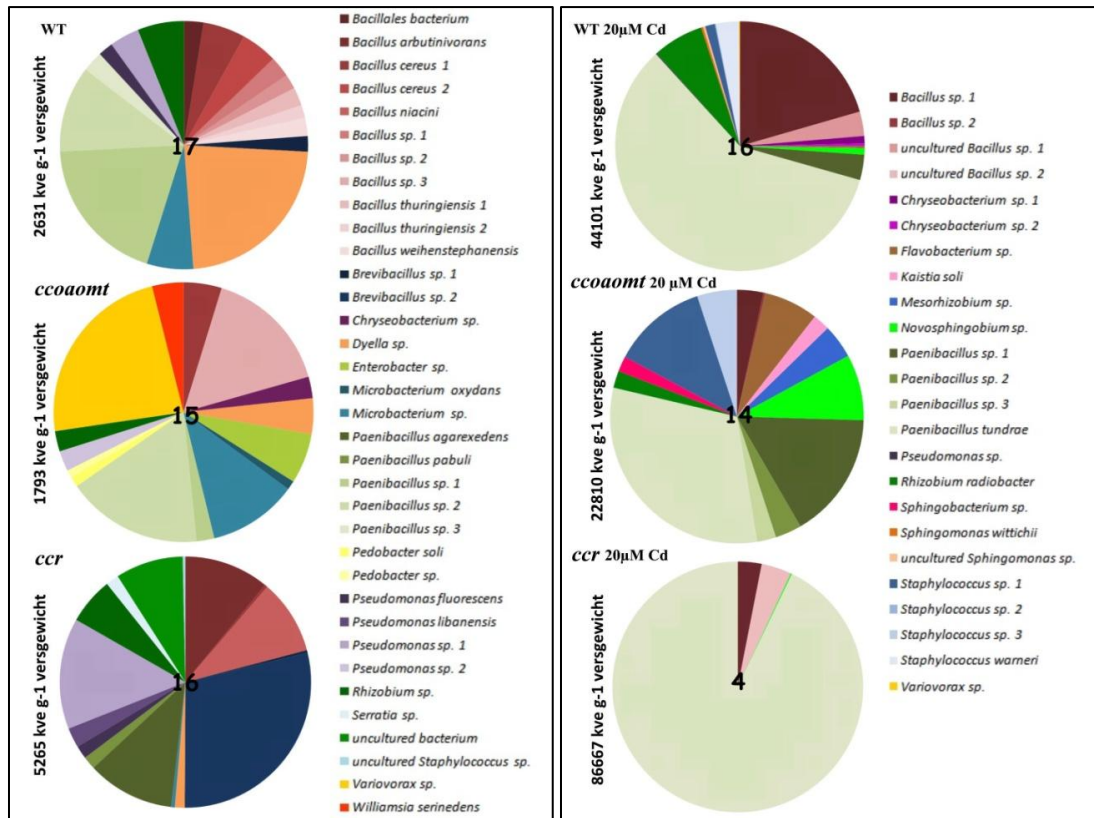 WT
17
2631 kve g-1 versgewicht
ccoaomt
15
1793 kve g-1 versgewicht
ccr
16
5265 kve g-1 versgewicht
Bacillales bacterium
Bacillus arbutinivorans
Bacillus cereus 1
Bacillus cereus 2
Bacillus niacini
Bacillus sp. 1
Bacillus sp. 2
Bacillus sp. 3
Bacillus thuringiensis 1
Bacillus thuringiensis 2
Bacillus weihenstephanensis
Brevibacillus sp. 1
Brevibacillus sp. 2
Chryseobacterium sp.
Dyella sp.
Enterobacter sp.
Microbacterium oxydans
Microbacterium sp.
Paenibacillus agarexedens
Paenibacillus pabuli
Paenibacillus sp. 1
Paenibacillus sp. 2
Paenibacillus sp. 3
Pedobacter soli
Pedobacter sp.
Pseudomonas fluorescens
Pseudomonas libanensis
Pseudomonas sp. 1
Pseudomonas sp. 2
Rhizobium sp.
Serratia sp.
uncultured bacterium
uncultured Staphylococcus sp.
Variovorax sp.
Williamsia serinedens
WT 20µM Cd
16
44101 kve g-1 versgewicht
ccoaomt 20 µM Cd
14
22810 kve g-1 versgewicht
ccr 20µM Cd
4
86667 kve g-1 versgewicht
Bacillus sp. 1
Bacillus sp. 2
uncultured Bacillus sp. 1
uncultured Bacillus sp. 2
Chryseobacterium sp. 1
Chryseobacterium sp. 2
Flavobacterium sp.
Kaistia soli
Mesorhizobium sp.
Novosphingobium sp.
Paenibacillus sp. 1
Paenibacillus sp. 2
Paenibacillus sp. 3
Paenibacillus tundrae
Pseudomonas sp.
Rhizobium radiobacter
Sphingobacterium sp.
Sphingomonas wittichii
uncultured Sphingomonas sp.
Staphylococcus sp. 1
Staphylococcus sp. 2
Staphylococcus sp. 3
Staphylococcus warneri
Variovorax sp.